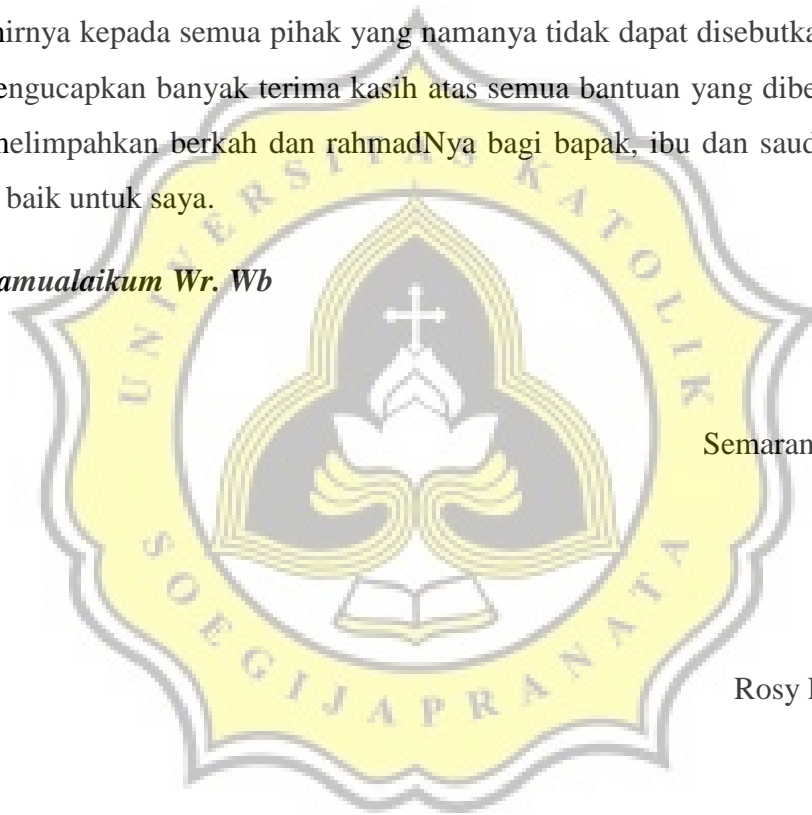 hirnya kepada semua pihak yang namanya tidak dapat disebutka
engucapkan banyak terima kasih atas semua bantuan yang dibe
melimpahkan berkah dan rahmadNya bagi bapak, ibu dan saud
baik untuk saya.
amualaikum Wr. Wb
UNIVERSITAS KATOLIK
Semaran
SOEGIJAPRANATA
Rosy